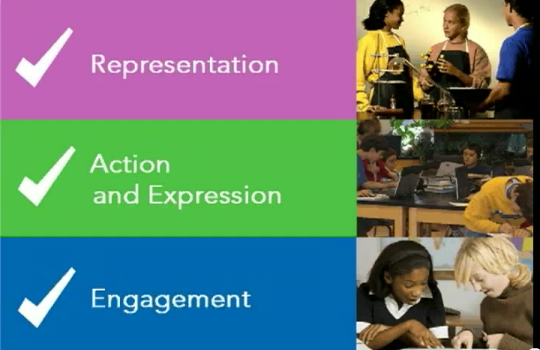 Representation
Action
and Expression
Engagement